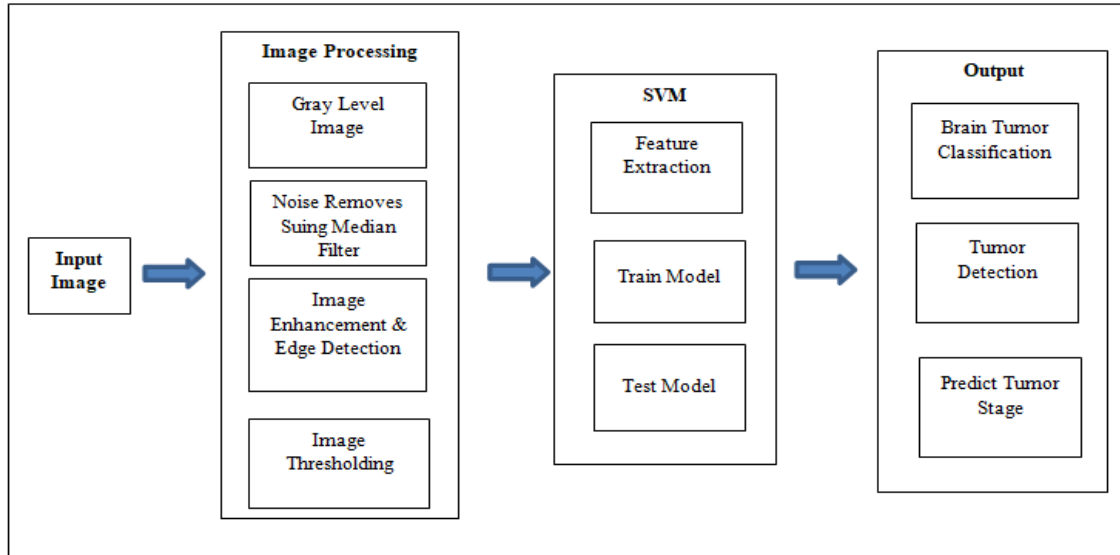 Input
Image
Image Processing
Gray Level
Image
Noise Removes
Suing Median
Filter
Image
Enhancement &
Edge Detection
Image
Thresholding
SVM
Feature
Extraction
Train Model
Test Model
Output
Brain Tumor
Classification
Tumor
Detection
Predict Tumor
Stage